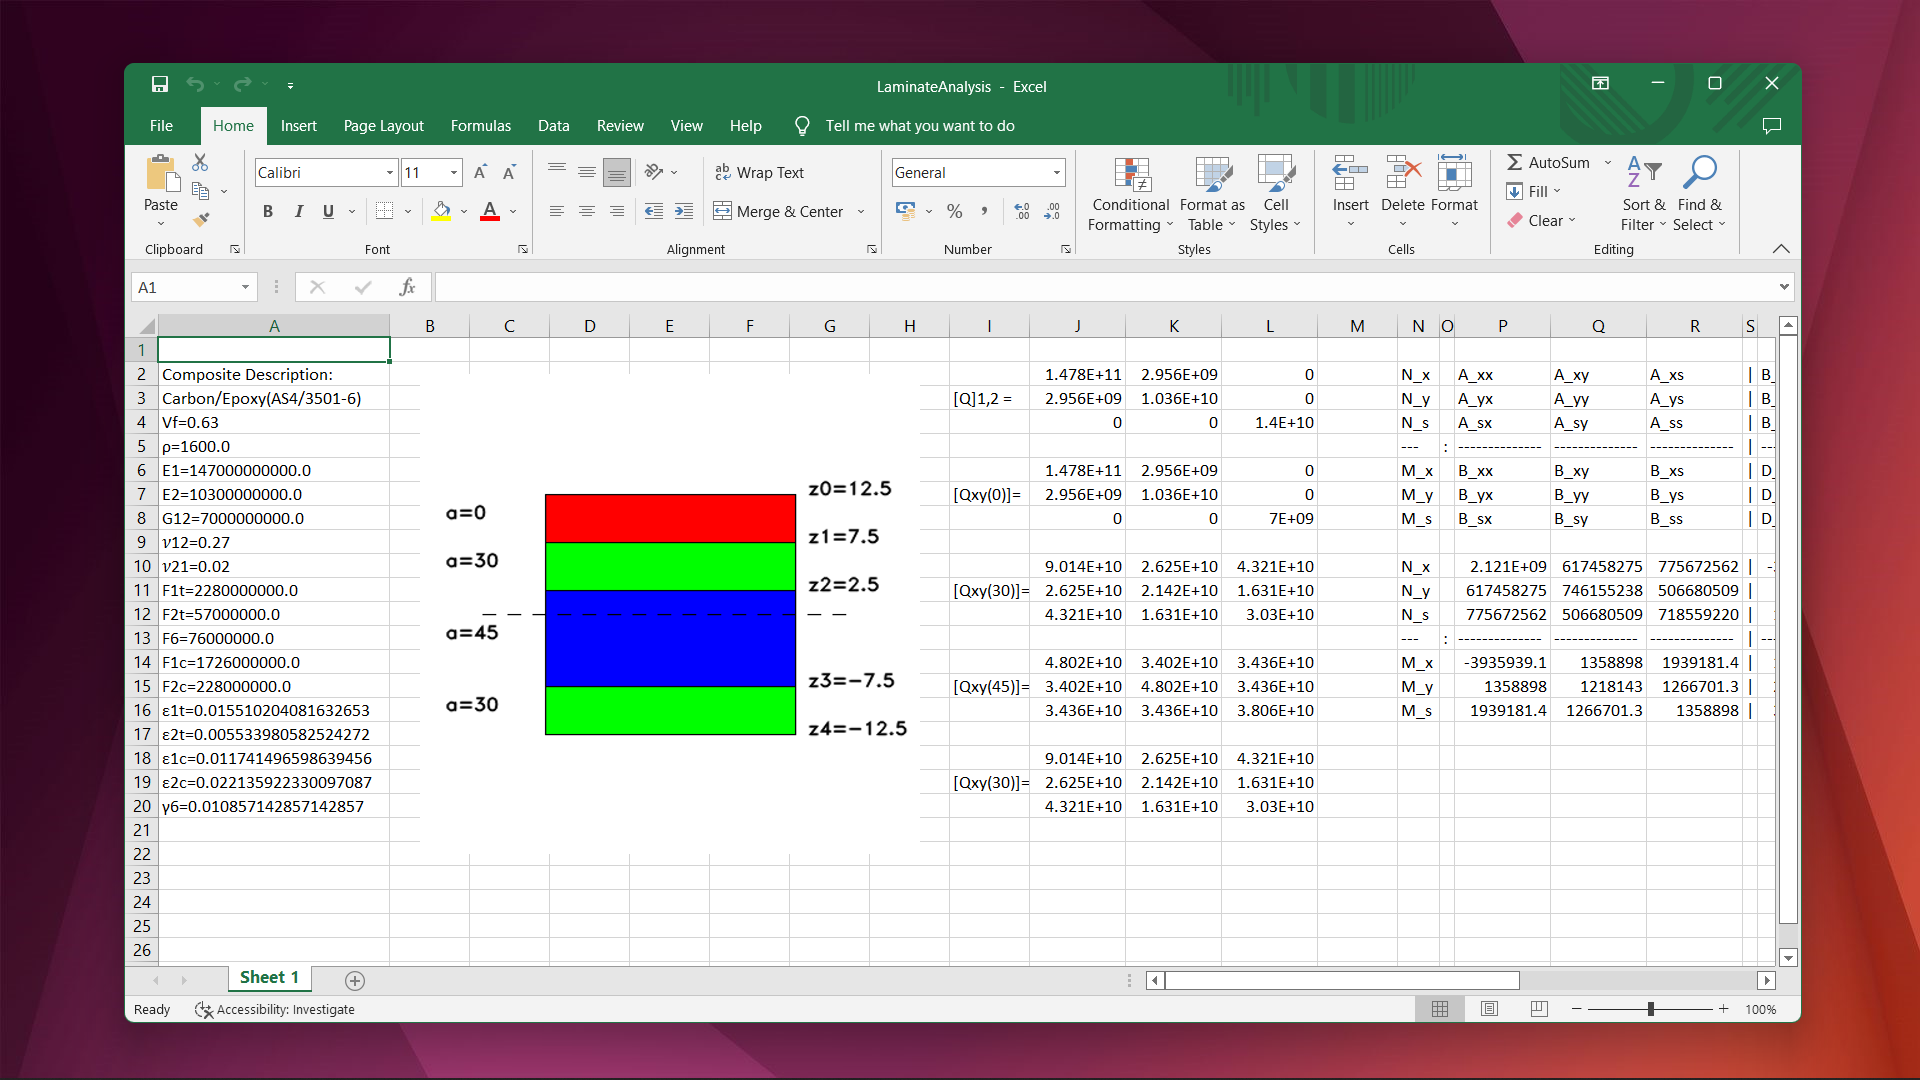 LaminateAnalysis - Excel
File Home Insert Page Layout Formulas Data Review View Help Tell me what you want to do
Paste
Clipboard
Calibri 11
B I U
Font
ab Wrap Text
Merge & Center
Alignment
General
% ,
Number
Conditional Formatting
Format as Table
Cell Styles
Styles
Insert Delete Format
Cells
AutoSum
Fill
Clear
Sort & Filter
Find & Select
Editing
A1 fx
A B C D E F G H I J K L M N O P Q R S
1
2 Composite Description: 1.478E+11 2.956E+09 0 N_x A_xx A_xy A_xs | B_
3 Carbon/Epoxy(AS4/3501-6) [Q]1,2 = 2.956E+09 1.036E+10 0 N_y A_yx A_yy A_ys | B_
4 Vf=0.63 0 0 1.4E+10 N_s A_sx A_sy A_ss | B_
5 ρ=1600.0 --- : -------------- -------------- -------------- | ---
6 E1=147000000000.0 1.478E+11 2.956E+09 0 M_x B_xx B_xy B_xs | D_
7 E2=10300000000.0 [Qxy(0)]= 2.956E+09 1.036E+10 0 M_y B_yx B_yy B_ys | D_
8 G12=7000000000.0 0 0 7E+09 M_s B_sx B_sy B_ss | D_
9 ν12=0.27
10 ν21=0.02 9.014E+10 2.625E+10 4.321E+10 N_x 2.121E+09 617458275 775672562 |
11 F1t=2280000000.0 [Qxy(30)]= 2.625E+10 2.142E+10 1.631E+10 N_y 617458275 746155238 506680509 |
12 F2t=57000000.0 4.321E+10 1.631E+10 3.03E+10 N_s 775672562 506680509 718559220 |
13 F6=76000000.0 --- : -------------- -------------- -------------- | ---
14 F1c=1726000000.0 4.802E+10 3.402E+10 3.436E+10 M_x -3935939.1 1358898 1939181.4 |
15 F2c=228000000.0 [Qxy(45)]= 3.402E+10 4.802E+10 3.436E+10 M_y 1358898 1218143 1266701.3 |
16 ε1t=0.015510204081632653 3.436E+10 3.436E+10 3.806E+10 M_s 1939181.4 1266701.3 1358898 |
17 ε2t=0.005533980582524272
18 ε1c=0.011741496598639456 9.014E+10 2.625E+10 4.321E+10
19 ε2c=0.022135922330097087 [Qxy(30)]= 2.625E+10 2.142E+10 1.631E+10
20 γ6=0.010857142857142857 4.321E+10 1.631E+10 3.03E+10
21
22
23
24
25
26
z0=12.5
a=0
z1=7.5
a=30
z2=2.5
a=45
z3=-7.5
a=30
z4=-12.5
Sheet 1
Ready Accessibility: Investigate 100%